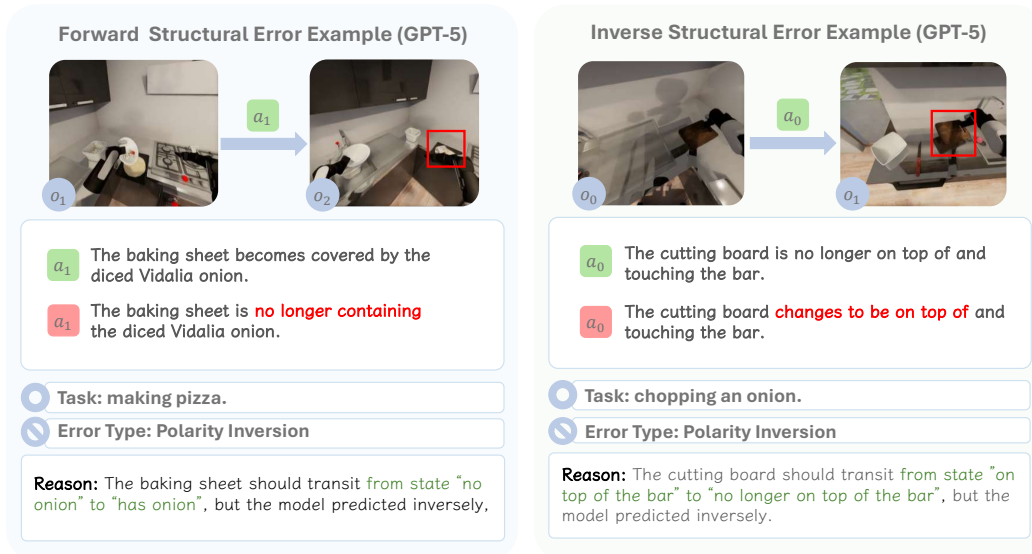 Forward Structural Error Example (GPT-5)
a₁
o₁
o₂
a₁
The baking sheet becomes covered by the
diced Vidalia onion.
a₁
The baking sheet is no longer containing
the diced Vidalia onion.
Task: making pizza.
Error Type: Polarity Inversion
Reason: The baking sheet should transit from state “no
onion” to “has onion”, but the model predicted inversely,
Inverse Structural Error Example (GPT-5)
a₀
o₀
o₁
a₀
The cutting board is no longer on top of and
touching the bar.
a₀
The cutting board changes to be on top of and
touching the bar.
Task: chopping an onion.
Error Type: Polarity Inversion
Reason: The cutting board should transit from state ”on
top of the bar” to “no longer on top of the bar”, but the
model predicted inversely.